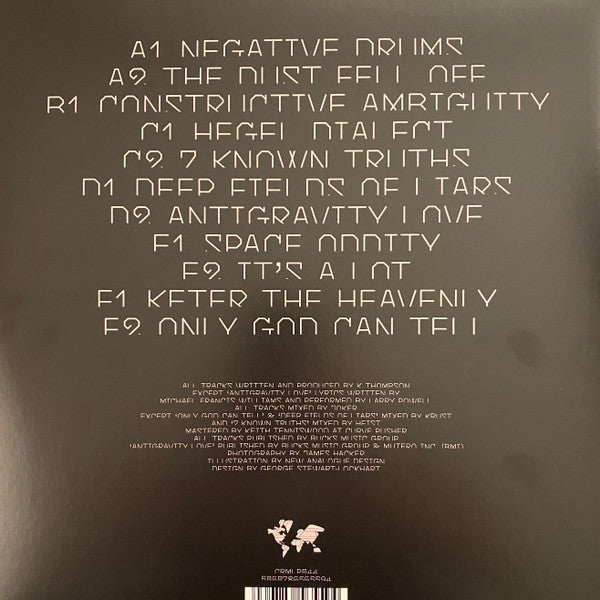 A1 NEGATIVE DRUMS
A2 THE DUST FELL OFF
B1 CONSTRUCTIVE AMBIGUITY
C1 HEGEL DIALECT
C2 7 KNOWN TRUTHS
D1 DEEP FIELDS OF LIARS
D2 ANTIGRAVITY LOVE
E1 SPACE ODDITY
E2 IT'S A LOT
F1 KETER THE HEAVENLY
F2 ONLY GOD CAN TELL
ALL TRACKS WRITTEN AND PRODUCED BY K THOMPSON
EXCEPT 'ANTIGRAVITY LOVE' LYRICS WRITTEN BY
MICHAEL FRANCIS WILLIAMS AND PERFORMED BY LARRY POWELL
ALL TRACKS MIXED BY JOKER
EXCEPT 'ONLY GOD CAN TELL' & 'DEEP FIELDS OF LIARS' MIXED BY KRUST
AND '7 KNOWN TRUTHS' MIXED BY HEIST
MASTERED BY KEITH TENNISWOOD AT CURVE PUSHER
ALL TRACKS PUBLISHED BY BUCKS MUSIC GROUP
'ANTIGRAVITY LOVE' PUBLISHED BY BUCKS MUSIC GROUP & MUTERO INC. (BMI)
PHOTOGRAPHY BY JAMES HACKER
ILLUSTRATION BY NEW ANALOGUE DESIGN
DESIGN BY GEORGE STEWART-LOCKHART